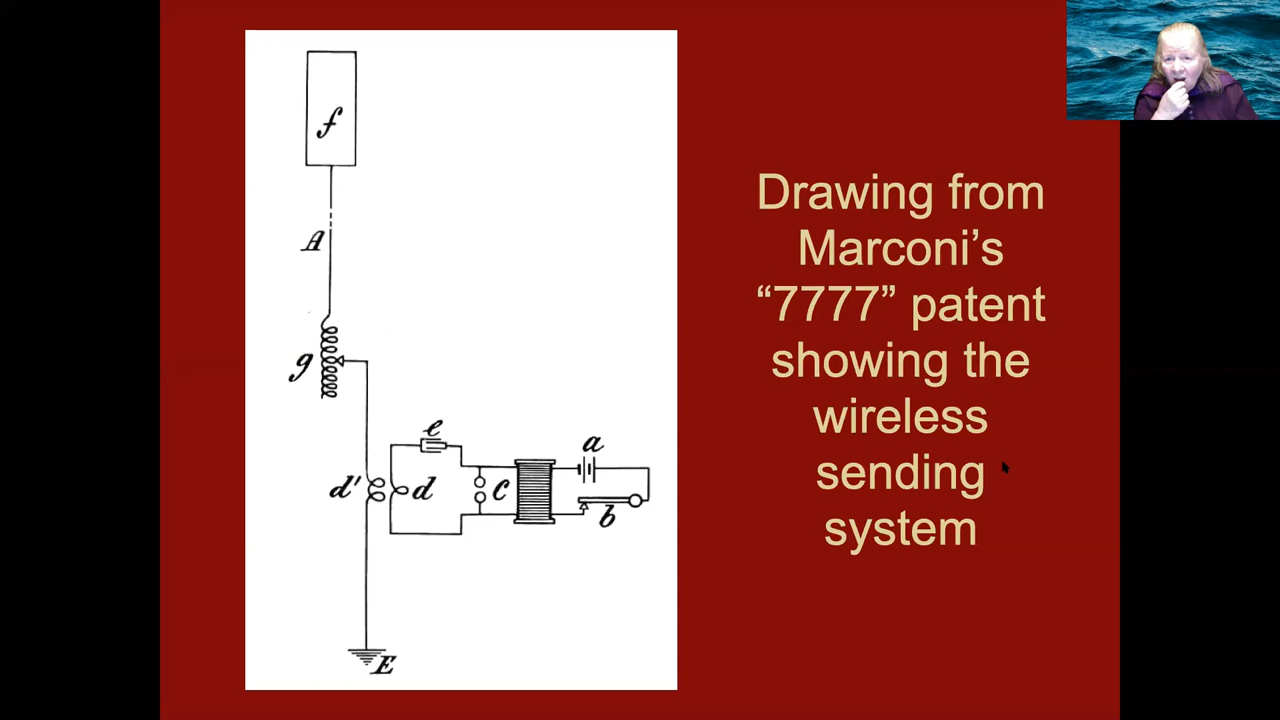 f
A
g
e
a
d'
d
c
b
E
Drawing from
Marconi’s
“7777” patent
showing the
wireless
sending
system